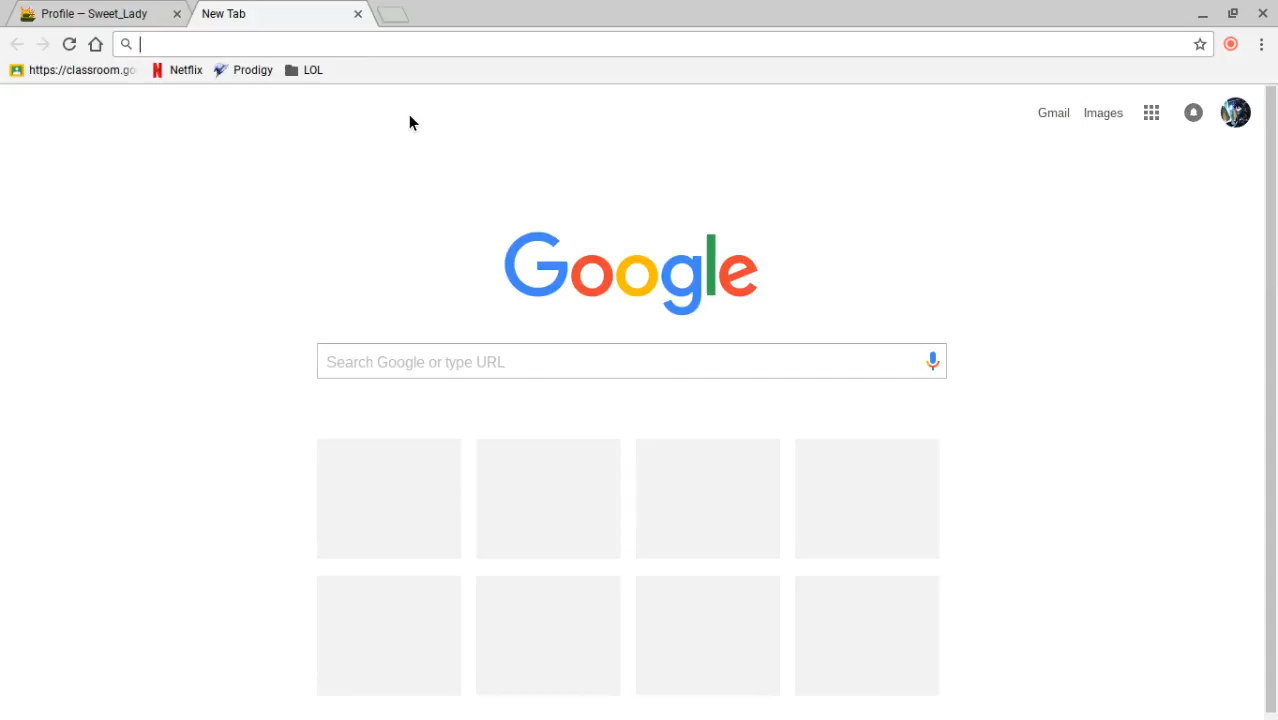 Profile — Sweet_Lady
New Tab
https://classroom.go
Netflix
Prodigy
LOL
Gmail
Images
Google
Search Google or type URL